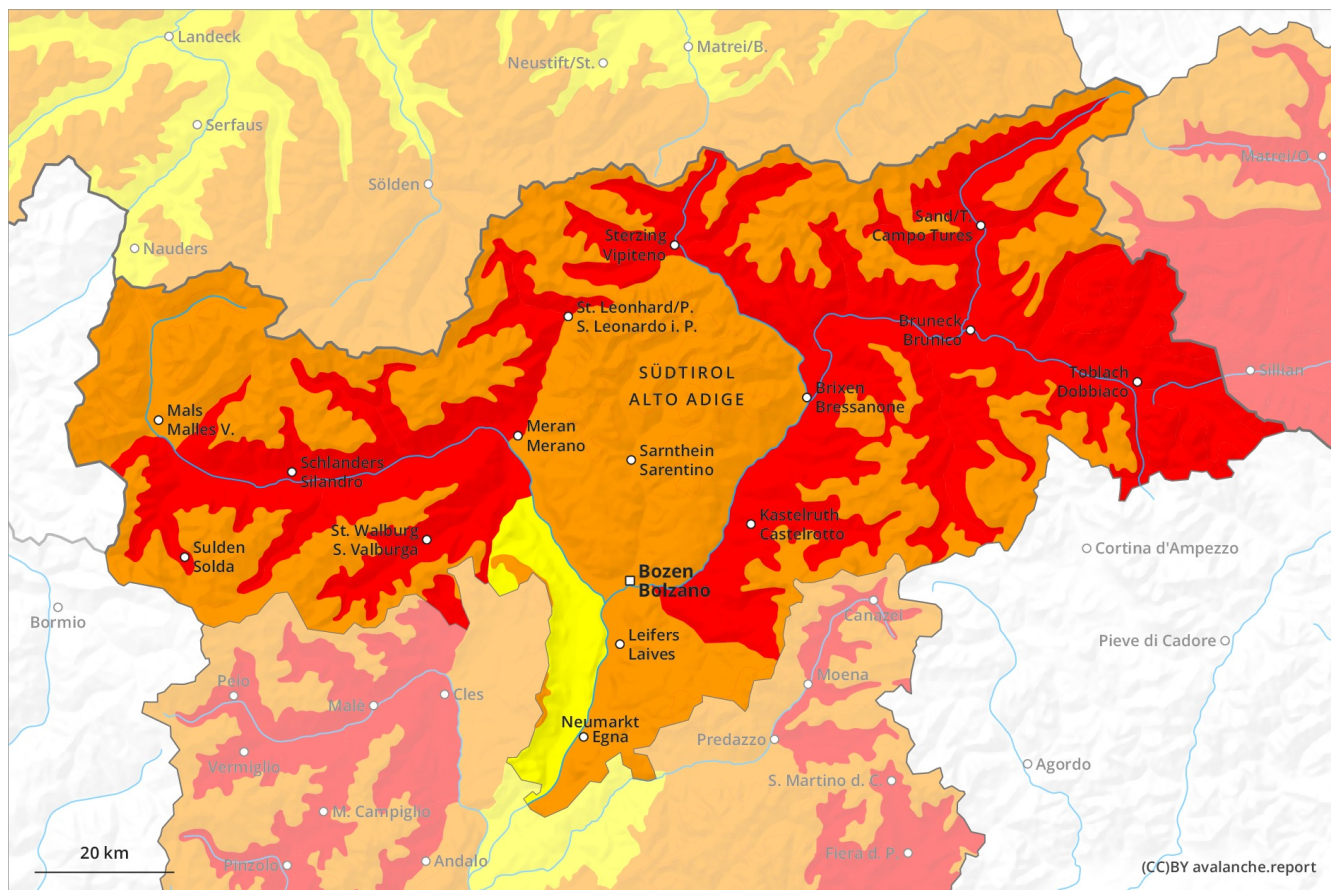 Landeck
Matrei/B.
Neustift/St.
Serfaus
Matrei/O.
Sölden
Sand/T.
Campo Tures
Sterzing
Vipiteno
Nauders
St. Leonhard/P.
S. Leonardo i. P.
Bruneck
Brunico
SÜDTIROL
ALTO ADIGE
Toblach
Dobbiaco
Sillian
Brixen
Bressanone
Mals
Malles V.
Meran
Merano
Sarnthein
Sarentino
Schlanders
Silandro
Kastelruth
Castelrotto
St. Walburg
S. Valburga
Sulden
Solda
Cortina d'Ampezzo
Bozen
Bolzano
Bormio
Canazei
Leifers
Laives
Pieve di Cadore
Peio
Malé
Cles
Moena
Neumarkt
Egna
Predazzo
Vermiglio
Agordo
S. Martino d. C.
M. Campiglio
20 km
Pinzolo
Andalo
Fiera d. P.
(CC)BY avalanche.report